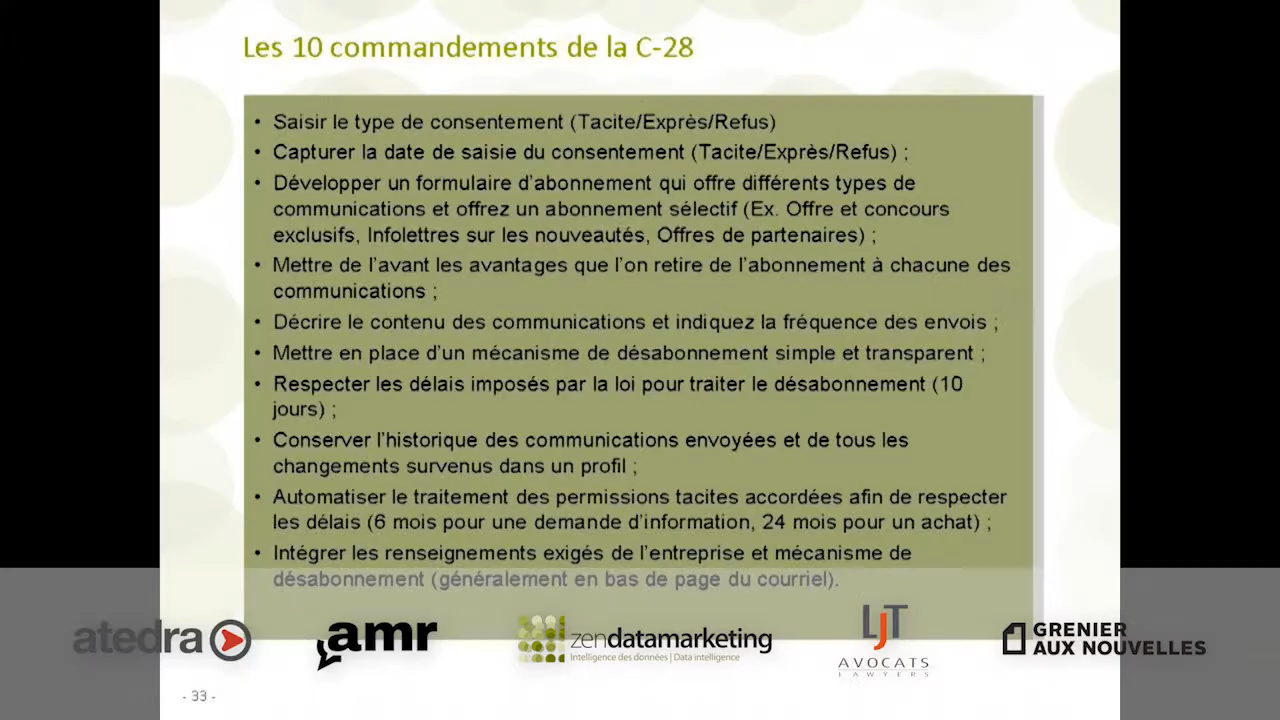 Les 10 commandements de la C-28
• Saisir le type de consentement (Tacite/Exprès/Refus)
• Capturer la date de saisie du consentement (Tacite/Exprès/Refus) ;
• Développer un formulaire d'abonnement qui offre différents types de
communications et offrez un abonnement sélectif (Ex. Offre et concours
exclusifs, Infolettres sur les nouveautés, Offres de partenaires) ;
• Mettre de l'avant les avantages que l'on retire de l'abonnement à chacune des
communications ;
• Décrire le contenu des communications et indiquez la fréquence des envois ;
• Mettre en place d'un mécanisme de désabonnement simple et transparent ;
• Respecter les délais imposés par la loi pour traiter le désabonnement (10
jours) ;
• Conserver l'historique des communications envoyées et de tous les
changements survenus dans un profil ;
• Automatiser le traitement des permissions tacites accordées afin de respecter
les délais (6 mois pour une demande d'information, 24 mois pour un achat) ;
• Intégrer les renseignements exigés de l'entreprise et mécanisme de
désabonnement (généralement en bas de page du courriel).
atedra
amr
zendatamarketing
Intelligence des données | Data intelligence
LJT
AVOCATS
LAWYERS
GRENIER
AUX NOUVELLES
- 33 -